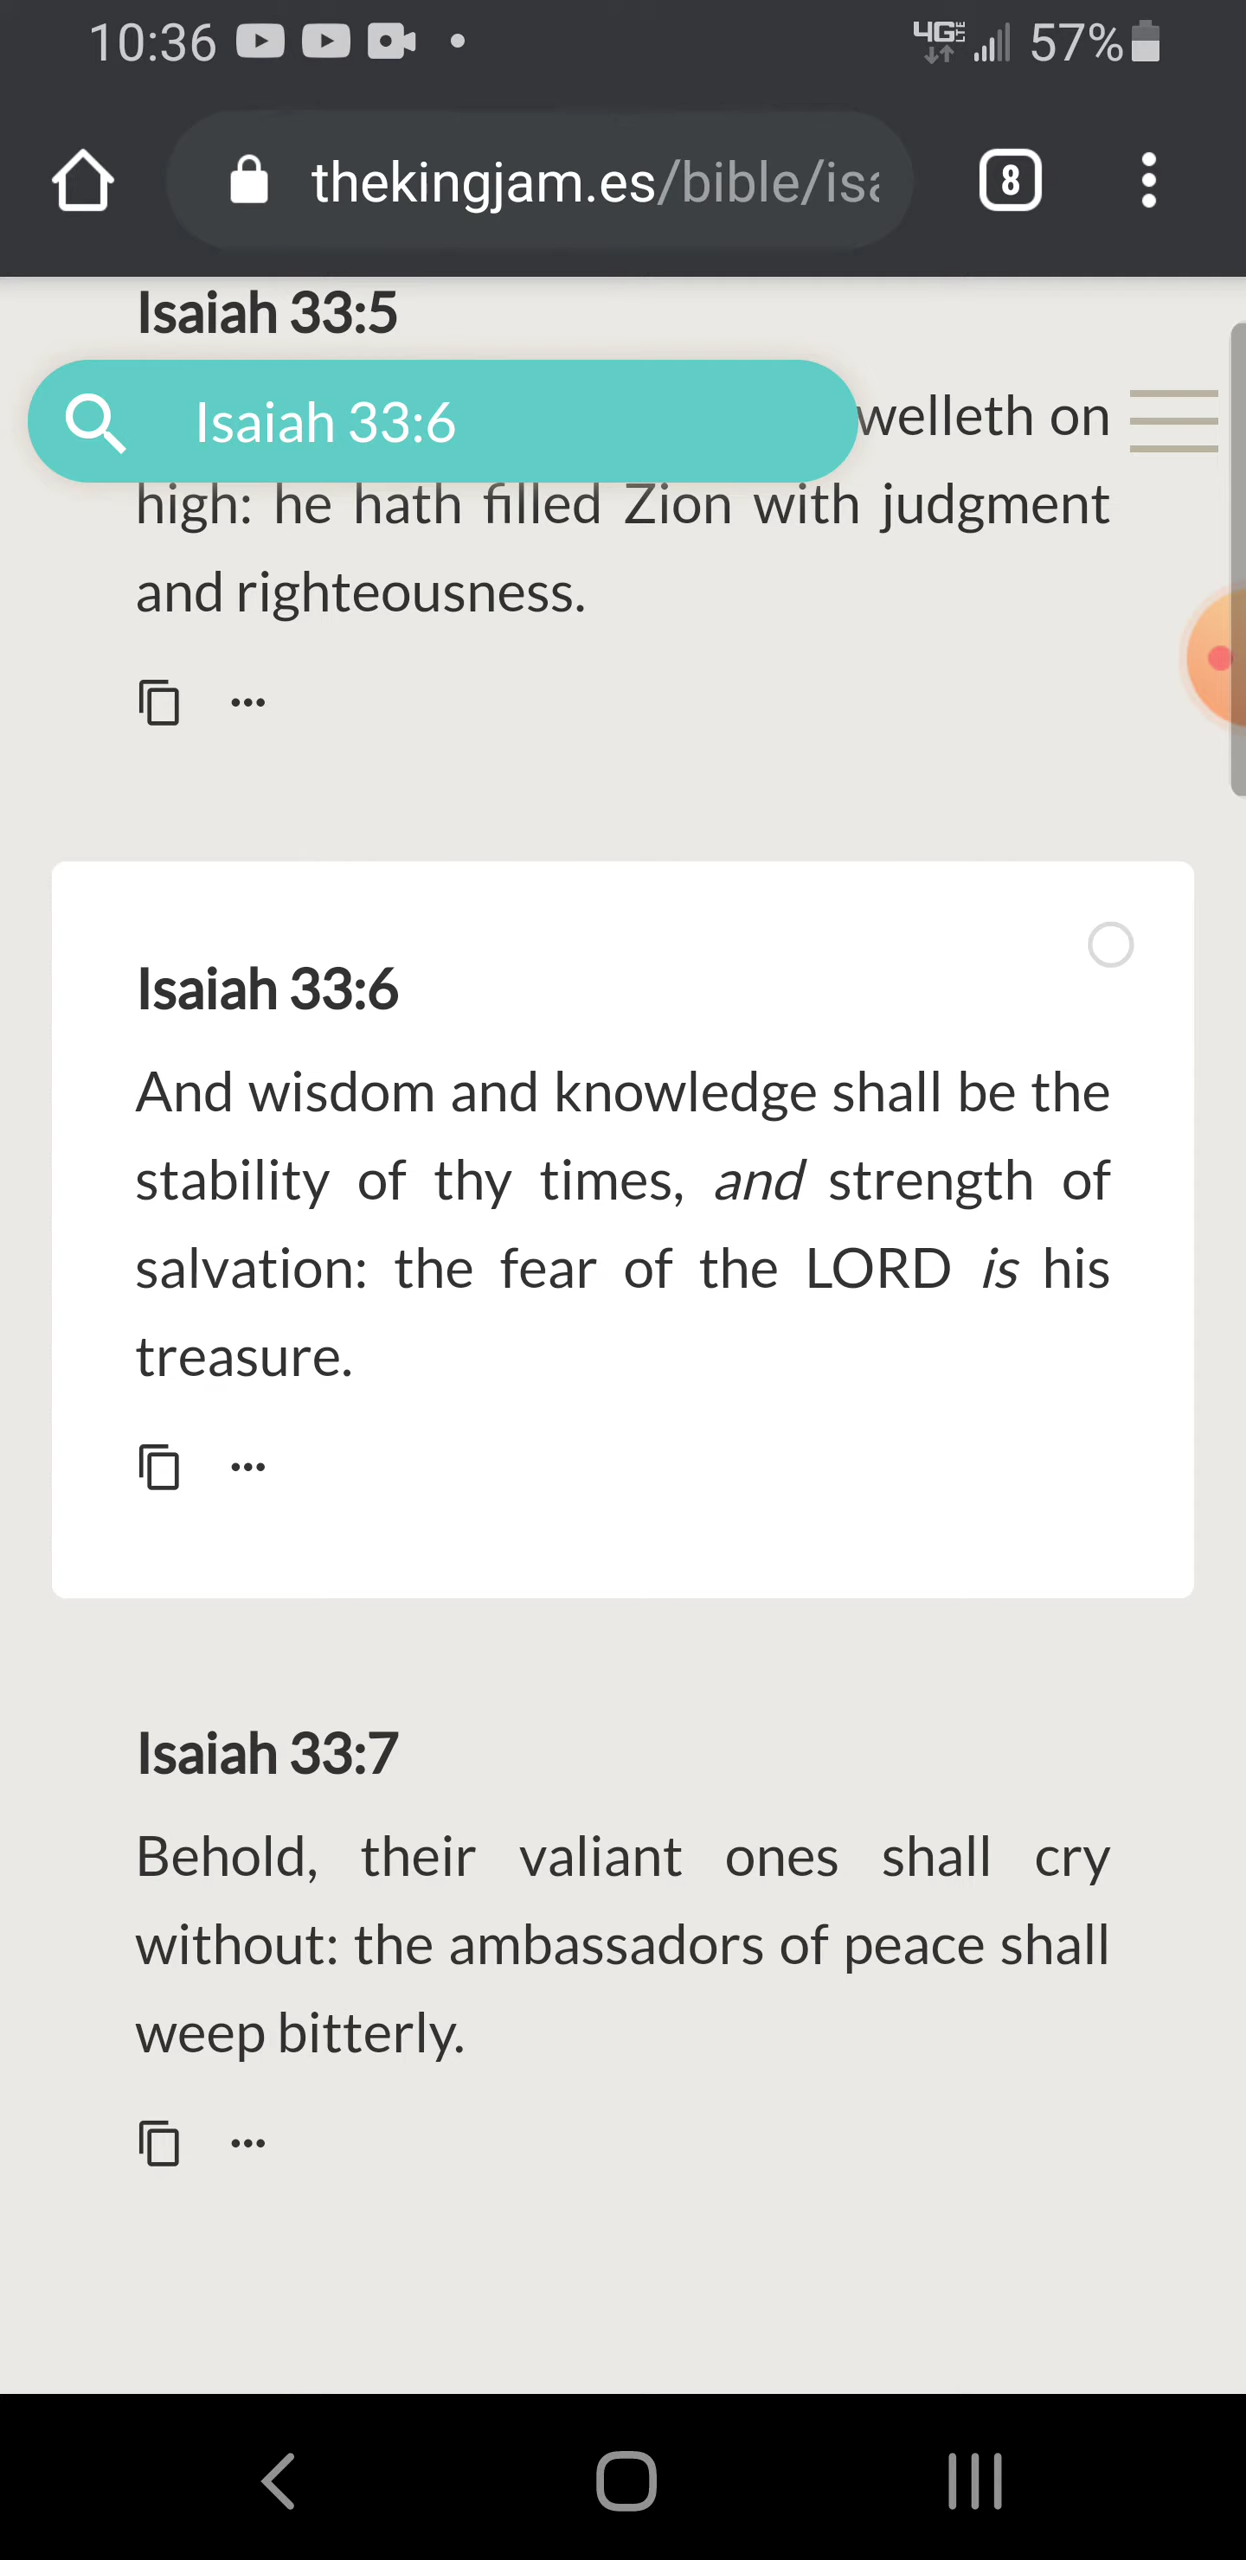 10:36 4G LTE 57%
thekingjam.es/bible/isa
8
Isaiah 33:5
Isaiah 33:6
welleth on
high: he hath filled Zion with judgment
and righteousness.
Isaiah 33:6
And wisdom and knowledge shall be the
stability of thy times, and strength of
salvation: the fear of the LORD is his
treasure.
Isaiah 33:7
Behold, their valiant ones shall cry
without: the ambassadors of peace shall
weep bitterly.